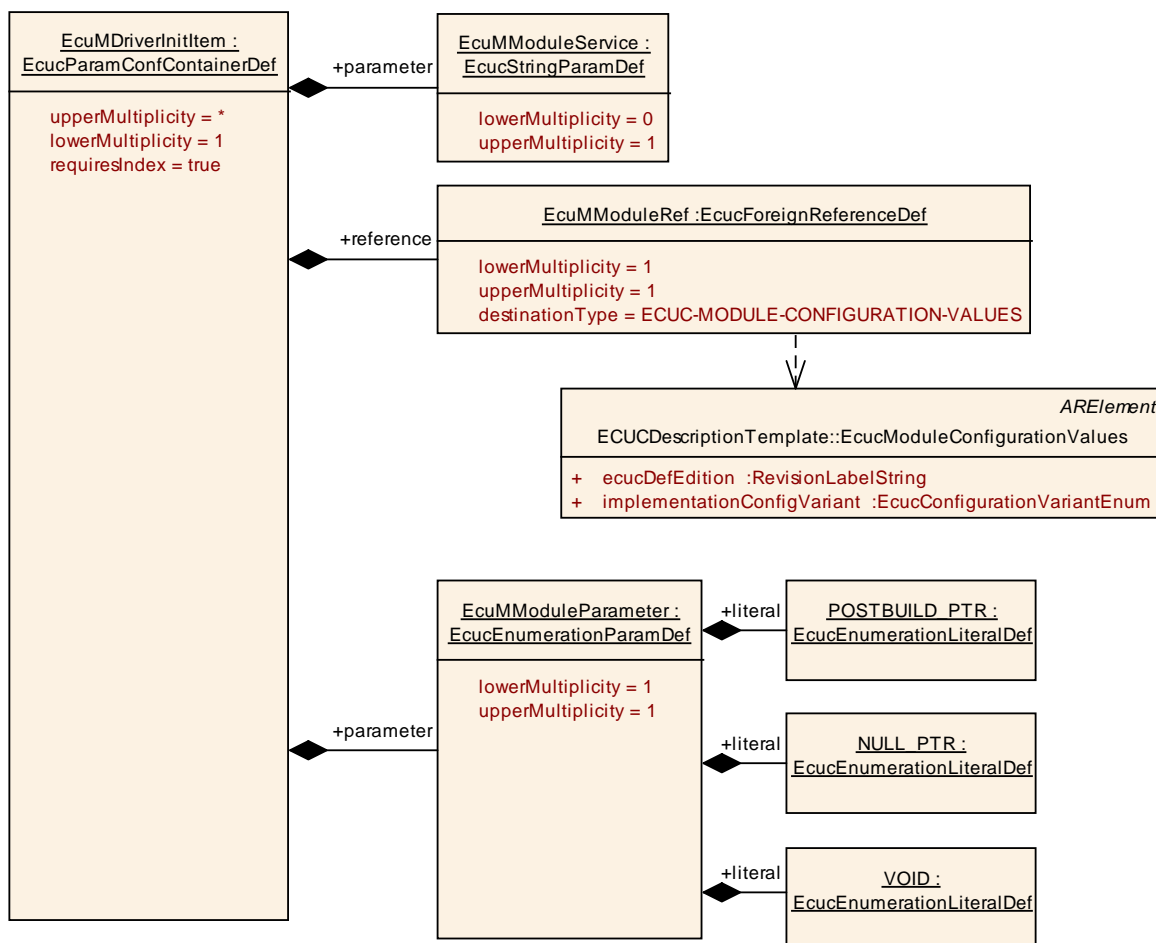 EcuMDriverInitItem :
EcucParamConfContainerDef
upperMultiplicity = *
lowerMultiplicity = 1
requiresIndex = true
+parameter
EcuMModuleService :
EcucStringParamDef
lowerMultiplicity = 0
upperMultiplicity = 1
+reference
EcuMModuleRef :EcucForeignReferenceDef
lowerMultiplicity = 1
upperMultiplicity = 1
destinationType = ECUC-MODULE-CONFIGURATION-VALUES
ARElement
ECUCDescriptionTemplate::EcucModuleConfigurationValues
+ ecucDefEdition :RevisionLabelString
+ implementationConfigVariant :EcucConfigurationVariantEnum
+parameter
EcuMModuleParameter :
EcucEnumerationParamDef
lowerMultiplicity = 1
upperMultiplicity = 1
+literal
POSTBUILD_PTR :
EcucEnumerationLiteralDef
+literal
NULL_PTR :
EcucEnumerationLiteralDef
+literal
VOID :
EcucEnumerationLiteralDef